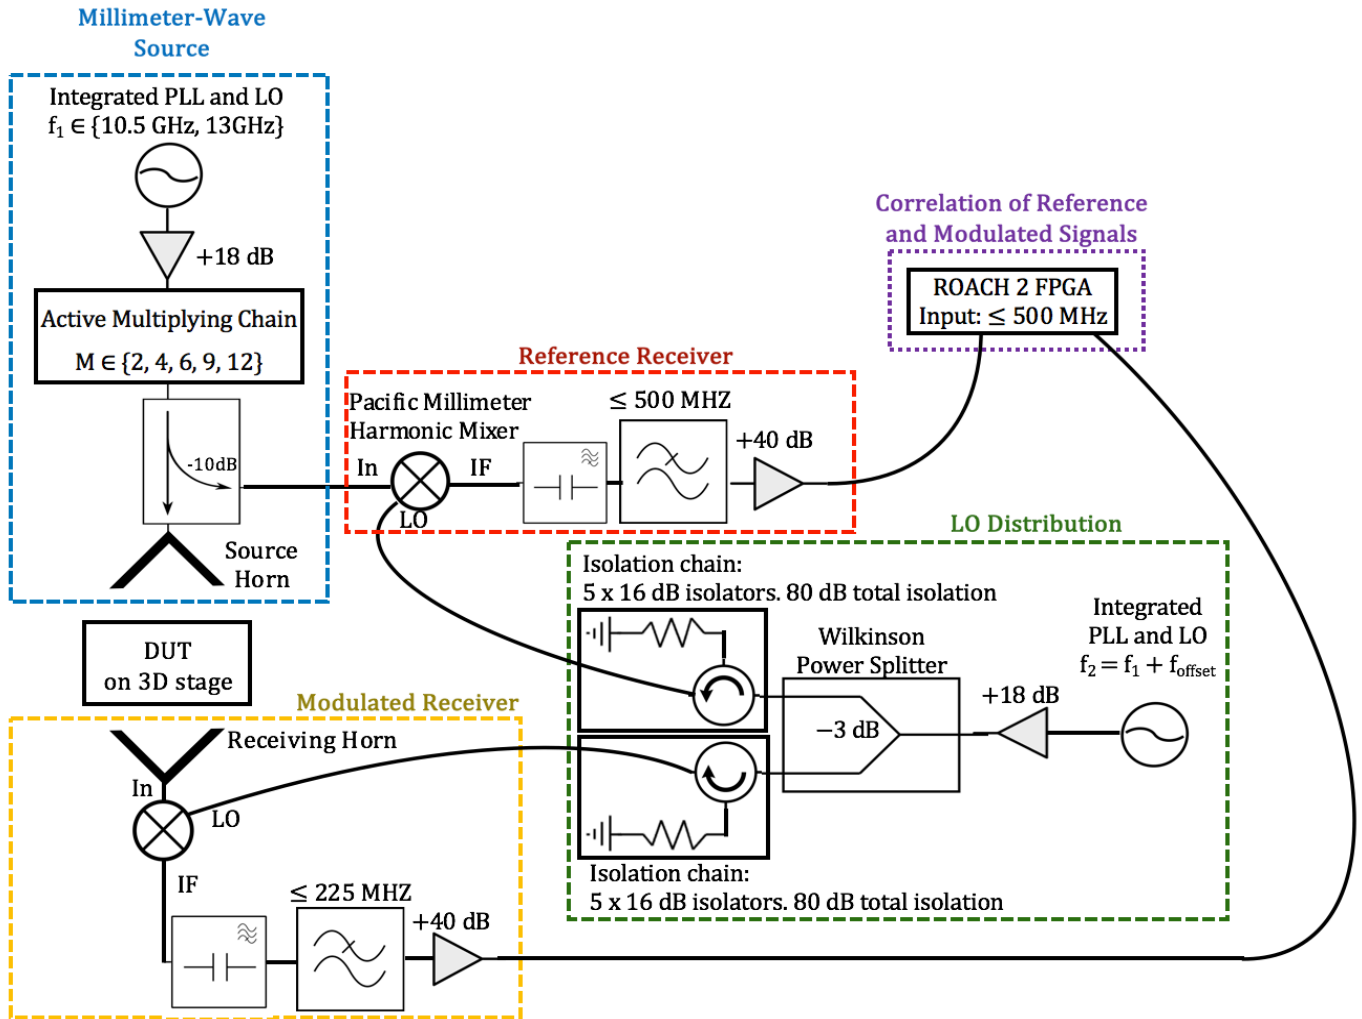 Millimeter-Wave
Source
Integrated PLL and LO
f₁ ∈ {10.5 GHz, 13GHz}
+18 dB
Active Multiplying Chain
M ∈ {2, 4, 6, 9, 12}
-10dB
Source
Horn
DUT
on 3D stage
Reference Receiver
Pacific Millimeter
Harmonic Mixer
In
IF
LO
≤ 500 MHZ
+40 dB
Correlation of Reference
and Modulated Signals
ROACH 2 FPGA
Input: ≤ 500 MHz
LO Distribution
Isolation chain:
5 x 16 dB isolators. 80 dB total isolation
Wilkinson
Power Splitter
−3 dB
+18 dB
Integrated
PLL and LO
f₂ = f₁ + foffset
Isolation chain:
5 x 16 dB isolators. 80 dB total isolation
Modulated Receiver
Receiving Horn
In
LO
IF
≤ 225 MHZ
+40 dB